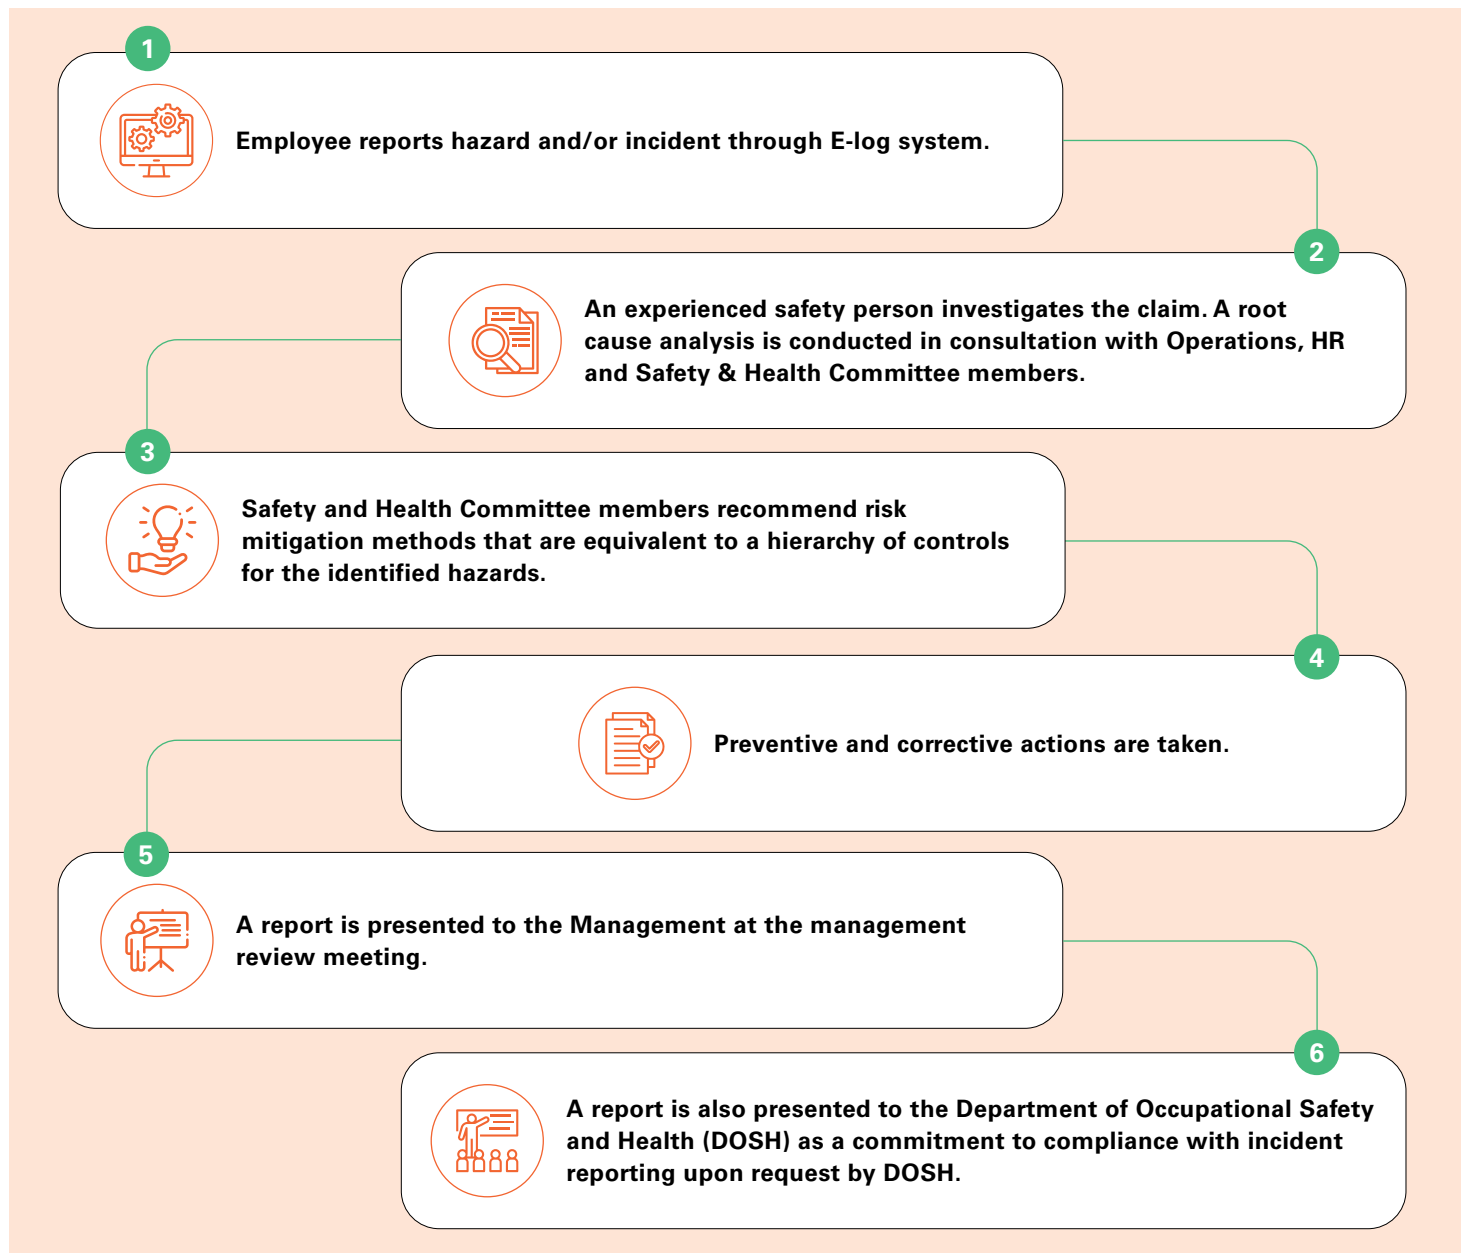 1
Employee reports hazard and/or incident through E-log system.
2
An experienced safety person investigates the claim. A root
cause analysis is conducted in consultation with Operations, HR
and Safety & Health Committee members.
3
Safety and Health Committee members recommend risk
mitigation methods that are equivalent to a hierarchy of controls
for the identified hazards.
4
Preventive and corrective actions are taken.
5
A report is presented to the Management at the management
review meeting.
6
A report is also presented to the Department of Occupational Safety
and Health (DOSH) as a commitment to compliance with incident
reporting upon request by DOSH.